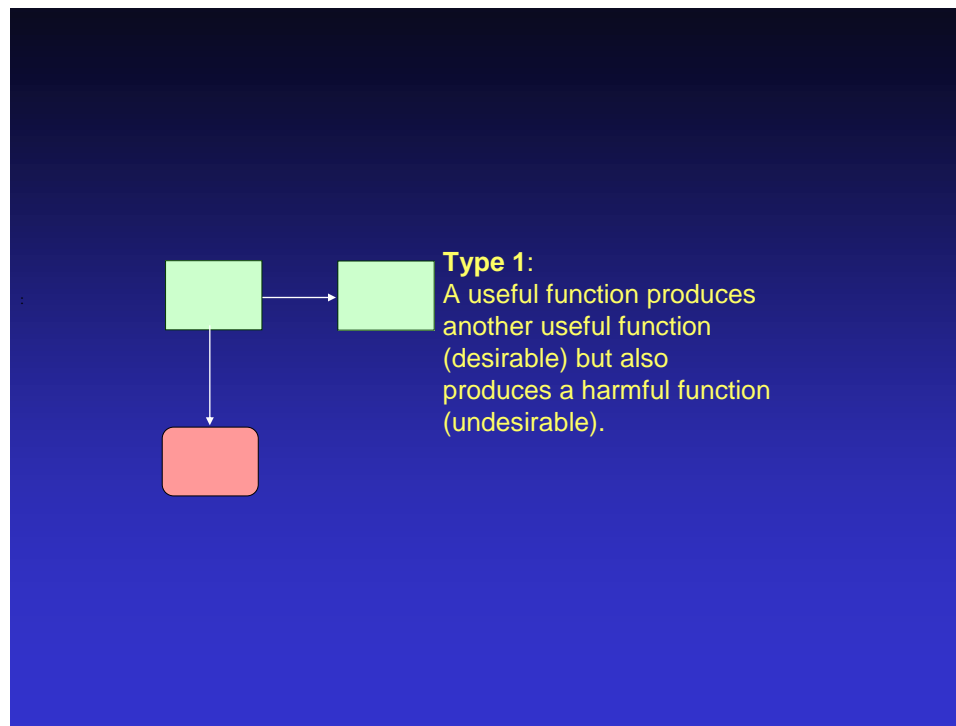 :
Type 1:
A useful function produces
another useful function
(desirable) but also
produces a harmful function
(undesirable).